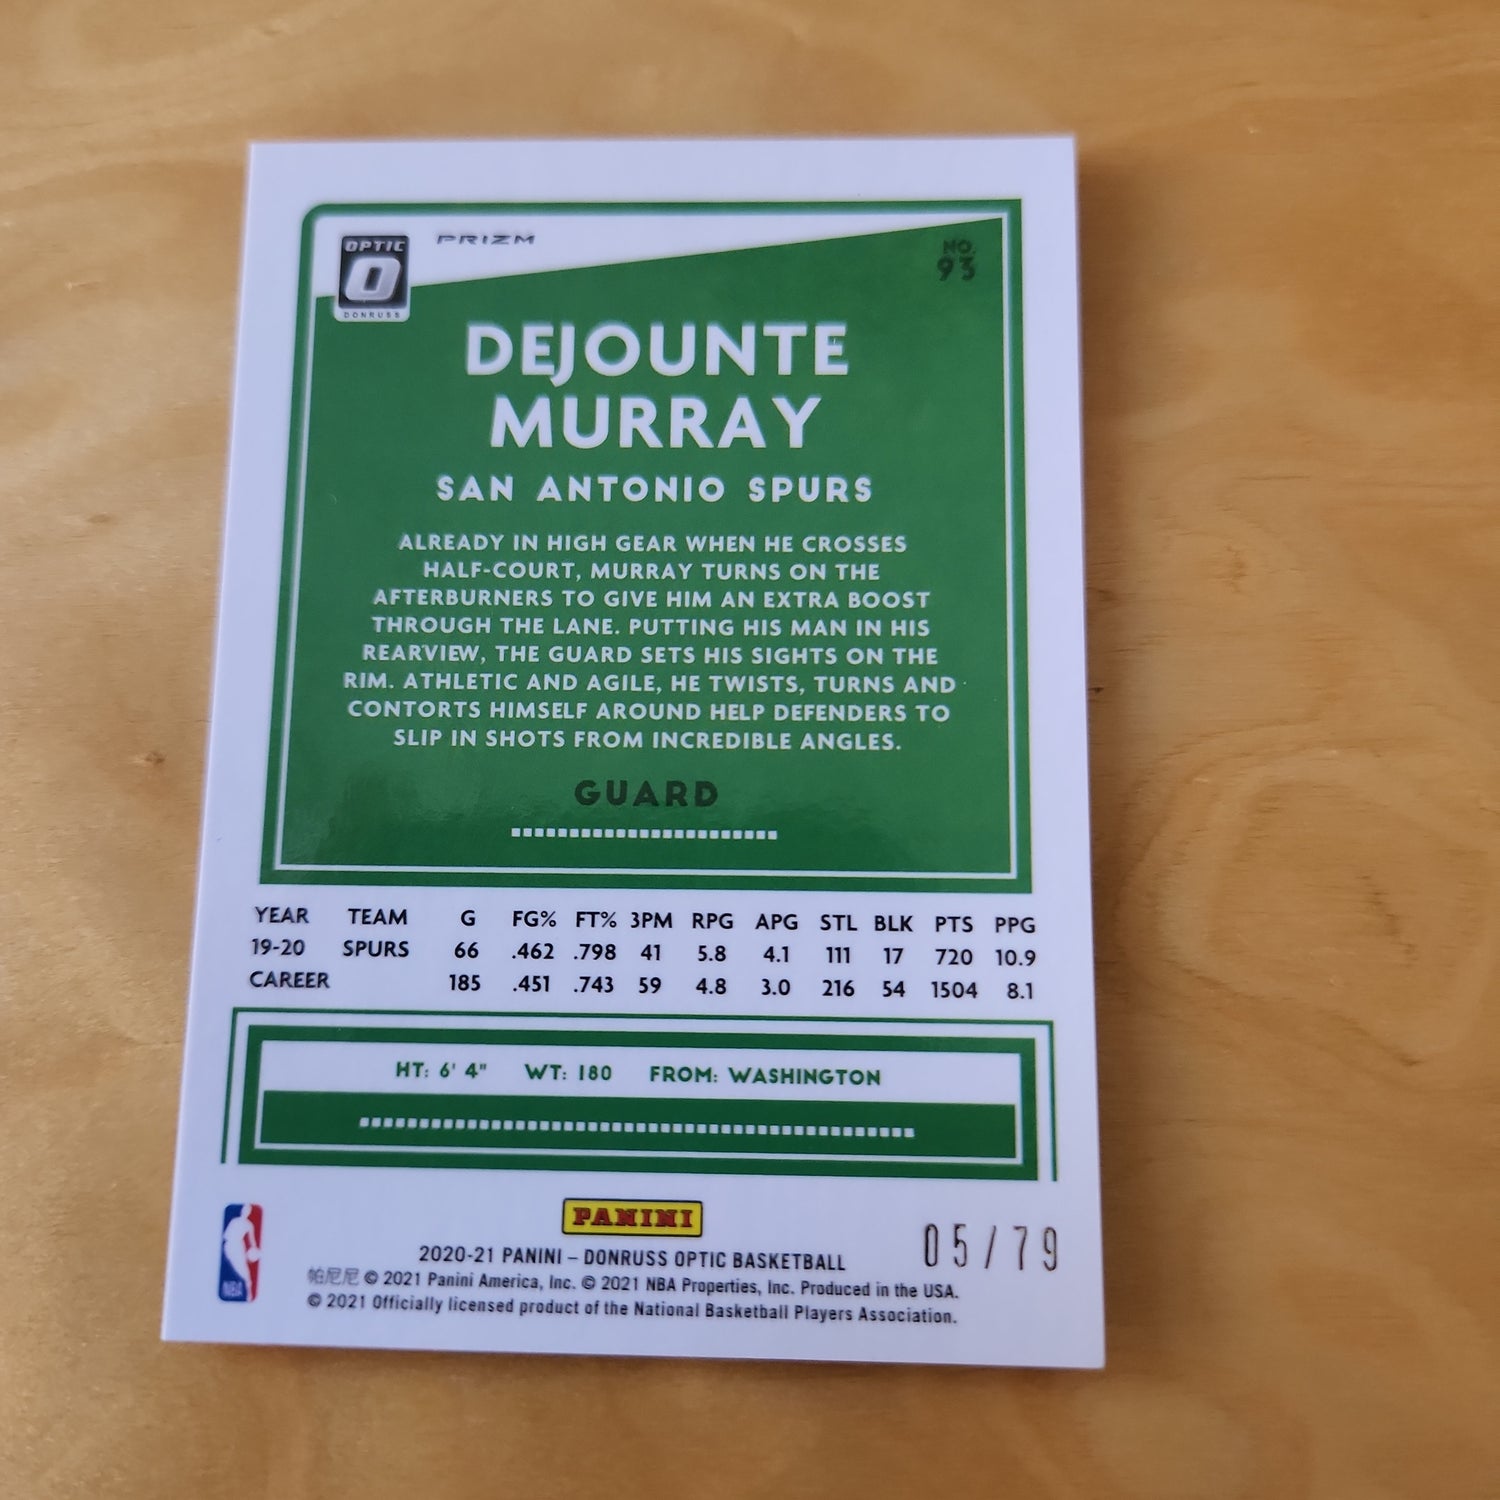 OPTIC
DONRUSS
PRIZM
NO.
93
DEJOUNTE
MURRAY
SAN ANTONIO SPURS
ALREADY IN HIGH GEAR WHEN HE CROSSES
HALF-COURT, MURRAY TURNS ON THE
AFTERBURNERS TO GIVE HIM AN EXTRA BOOST
THROUGH THE LANE. PUTTING HIS MAN IN HIS
REARVIEW, THE GUARD SETS HIS SIGHTS ON THE
RIM. ATHLETIC AND AGILE, HE TWISTS, TURNS AND
CONTORTS HIMSELF AROUND HELP DEFENDERS TO
SLIP IN SHOTS FROM INCREDIBLE ANGLES.
GUARD
YEAR TEAM G FG% FT% 3PM RPG APG STL BLK PTS PPG
19-20 SPURS 66 .462 .798 41 5.8 4.1 111 17 720 10.9
CAREER 185 .451 .743 59 4.8 3.0 216 54 1504 8.1
HT: 6' 4" WT: 180 FROM: WASHINGTON
NBA
PANINI
05/79
2020-21 PANINI – DONRUSS OPTIC BASKETBALL
帕尼尼 © 2021 Panini America, Inc. © 2021 NBA Properties, Inc. Produced in the USA.
© 2021 Officially licensed product of the National Basketball Players Association.